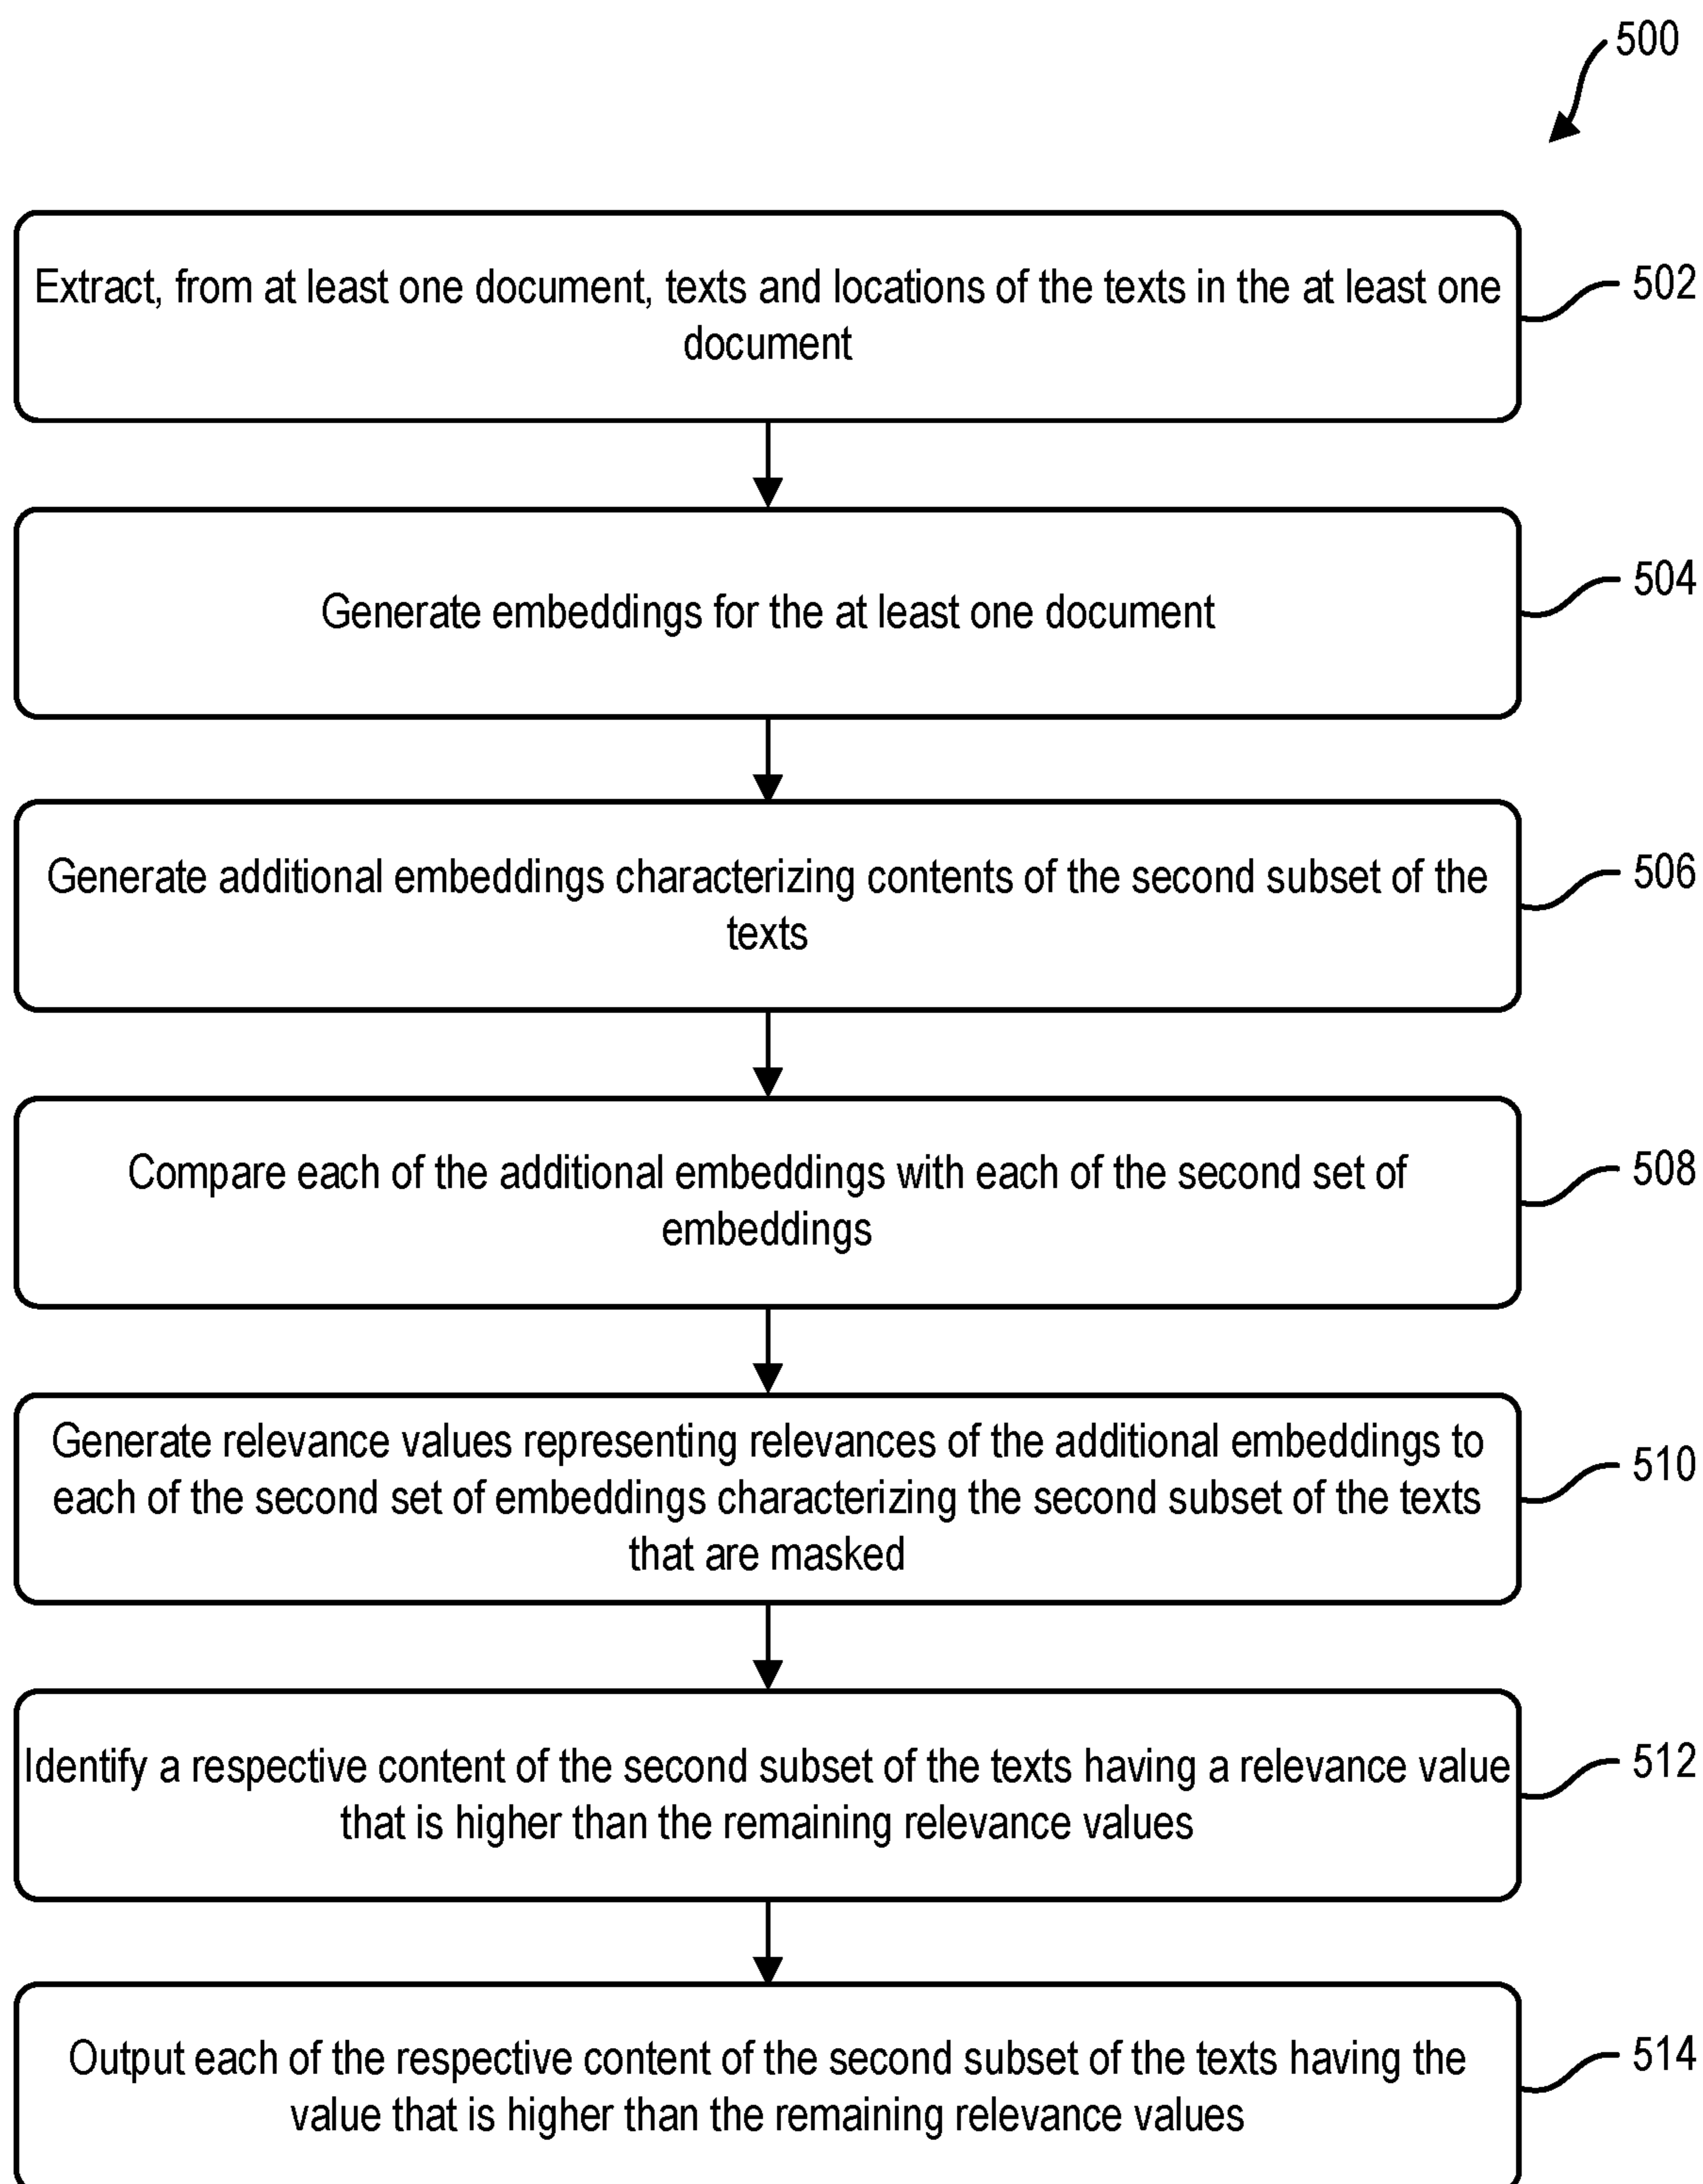 500
Extract, from at least one document, texts and locations of the texts in the at least one
document
502
Generate embeddings for the at least one document
504
Generate additional embeddings characterizing contents of the second subset of the
texts
506
Compare each of the additional embeddings with each of the second set of
embeddings
508
Generate relevance values representing relevances of the additional embeddings to
each of the second set of embeddings characterizing the second subset of the texts
that are masked
510
Identify a respective content of the second subset of the texts having a relevance value
that is higher than the remaining relevance values
512
Output each of the respective content of the second subset of the texts having the
value that is higher than the remaining relevance values
514